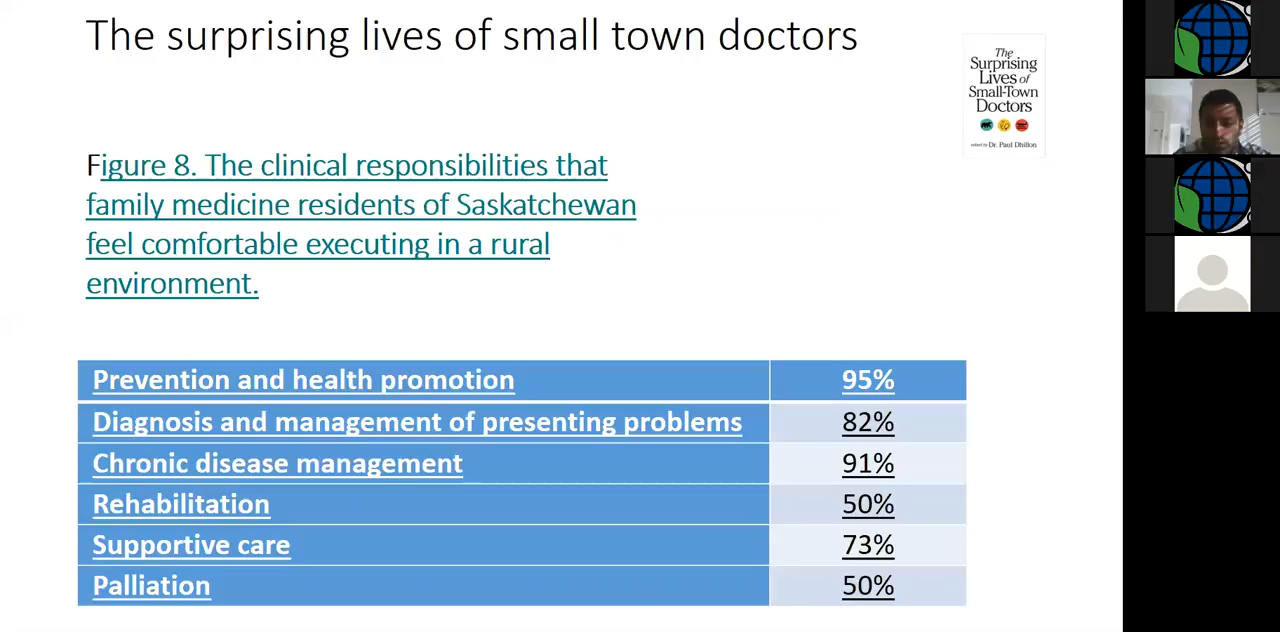 The surprising lives of small town doctors
The
Surprising
Lives of
Small-Town
Doctors
edited by Dr. Paul Dhillon
Figure 8. The clinical responsibilities that
family medicine residents of Saskatchewan
feel comfortable executing in a rural
environment.
Prevention and health promotion 95%
Diagnosis and management of presenting problems 82%
Chronic disease management 91%
Rehabilitation 50%
Supportive care 73%
Palliation 50%